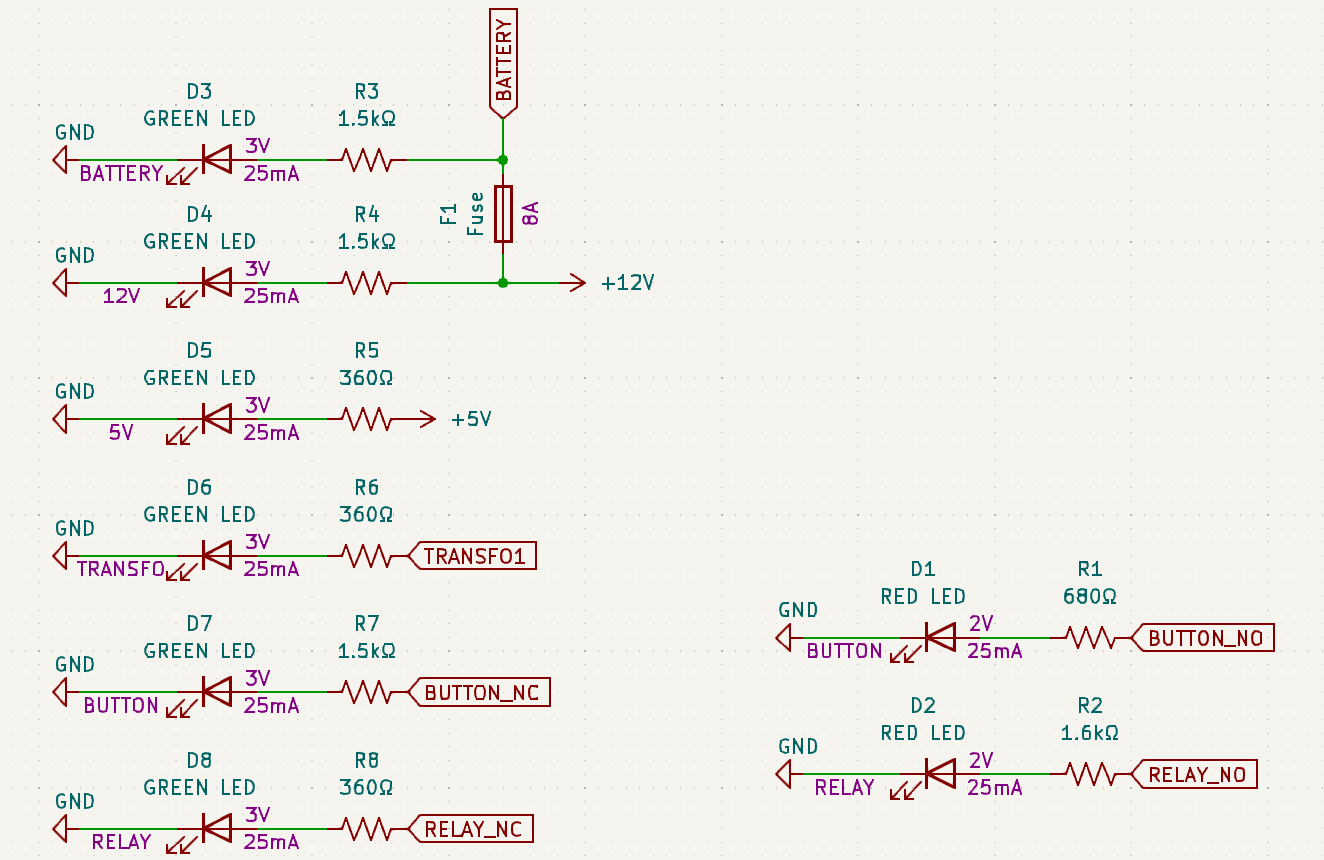 BATTERY
D3
GREEN LED
GND
BATTERY
3V
25mA
R3
1.5kΩ
F1
Fuse
8A
D4
GREEN LED
GND
12V
3V
25mA
R4
1.5kΩ
+12V
D5
GREEN LED
GND
5V
3V
25mA
R5
360Ω
+5V
D6
GREEN LED
GND
TRANSFO
3V
25mA
R6
360Ω
TRANSFO1
D7
GREEN LED
GND
BUTTON
3V
25mA
R7
1.5kΩ
BUTTON_NC
D8
GREEN LED
GND
RELAY
3V
25mA
R8
360Ω
RELAY_NC
D1
RED LED
GND
BUTTON
2V
25mA
R1
680Ω
BUTTON_NO
D2
RED LED
GND
RELAY
2V
25mA
R2
1.6kΩ
RELAY_NO